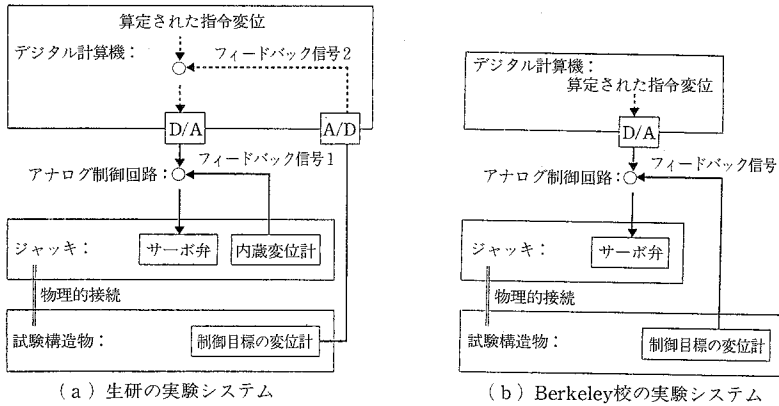 算定された指令変位
デジタル計算機：
フィードバック信号2
D/A
A/D
フィードバック信号1
アナログ制御回路：
ジャッキ：
サーボ弁
内蔵変位計
物理的接続
試験構造物：
制御目標の変位計
(a) 生研の実験システム
デジタル計算機：
算定された指令変位
D/A
フィードバック信号
アナログ制御回路：
ジャッキ：
サーボ弁
物理的接続
試験構造物：
制御目標の変位計
(b) Berkeley校の実験システム